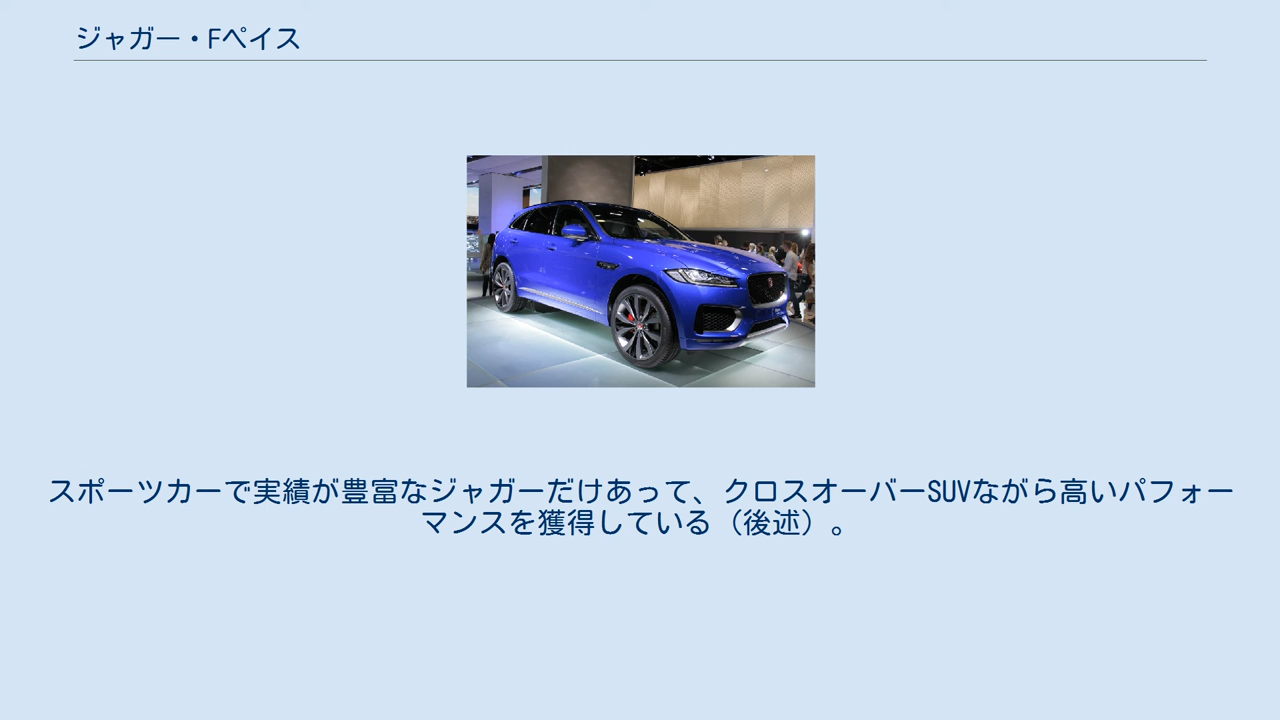 ジャガー・Fペイス
スポーツカーで実績が豊富なジャガーだけあって、クロスオーバーSUVながら高いパフォー
マンスを獲得している（後述）。